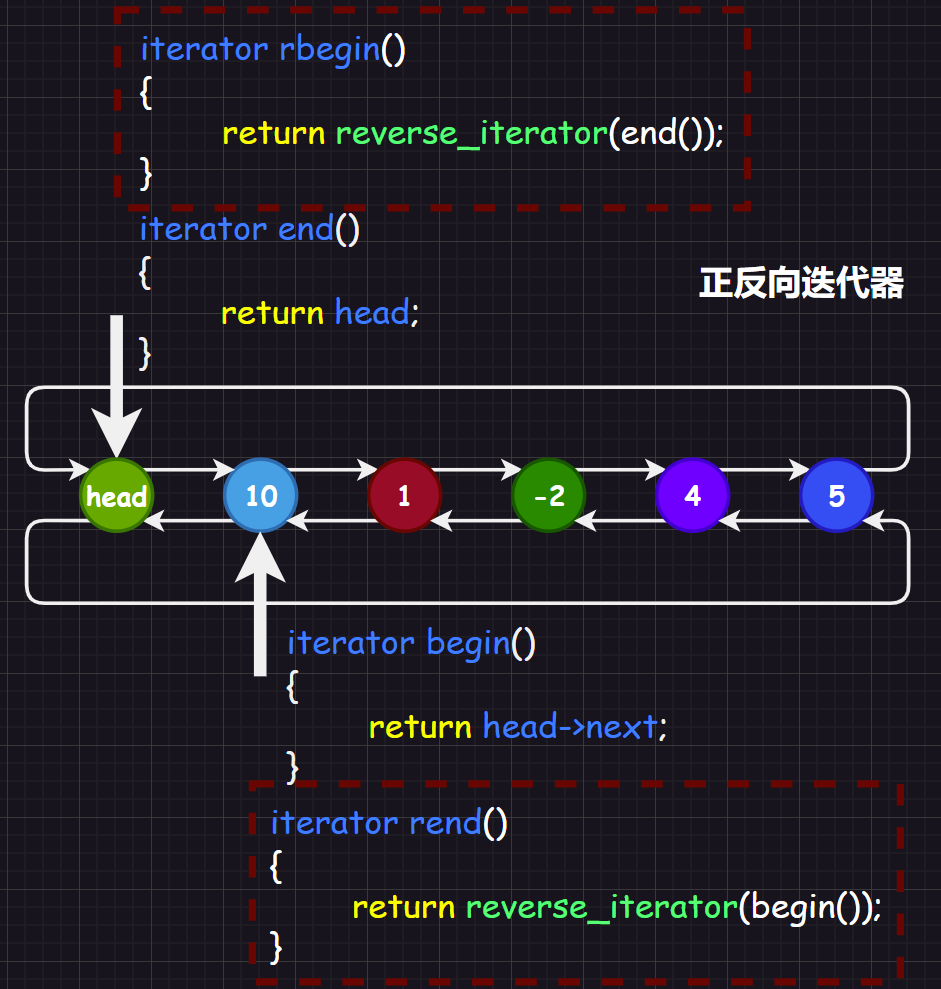 iterator rbegin()
{
return reverse_iterator(end());
}
iterator end()
{
return head;
}
正反向迭代器
head 10 1 -2 4 5
iterator begin()
{
return head->next;
}
iterator rend()
{
return reverse_iterator(begin());
}